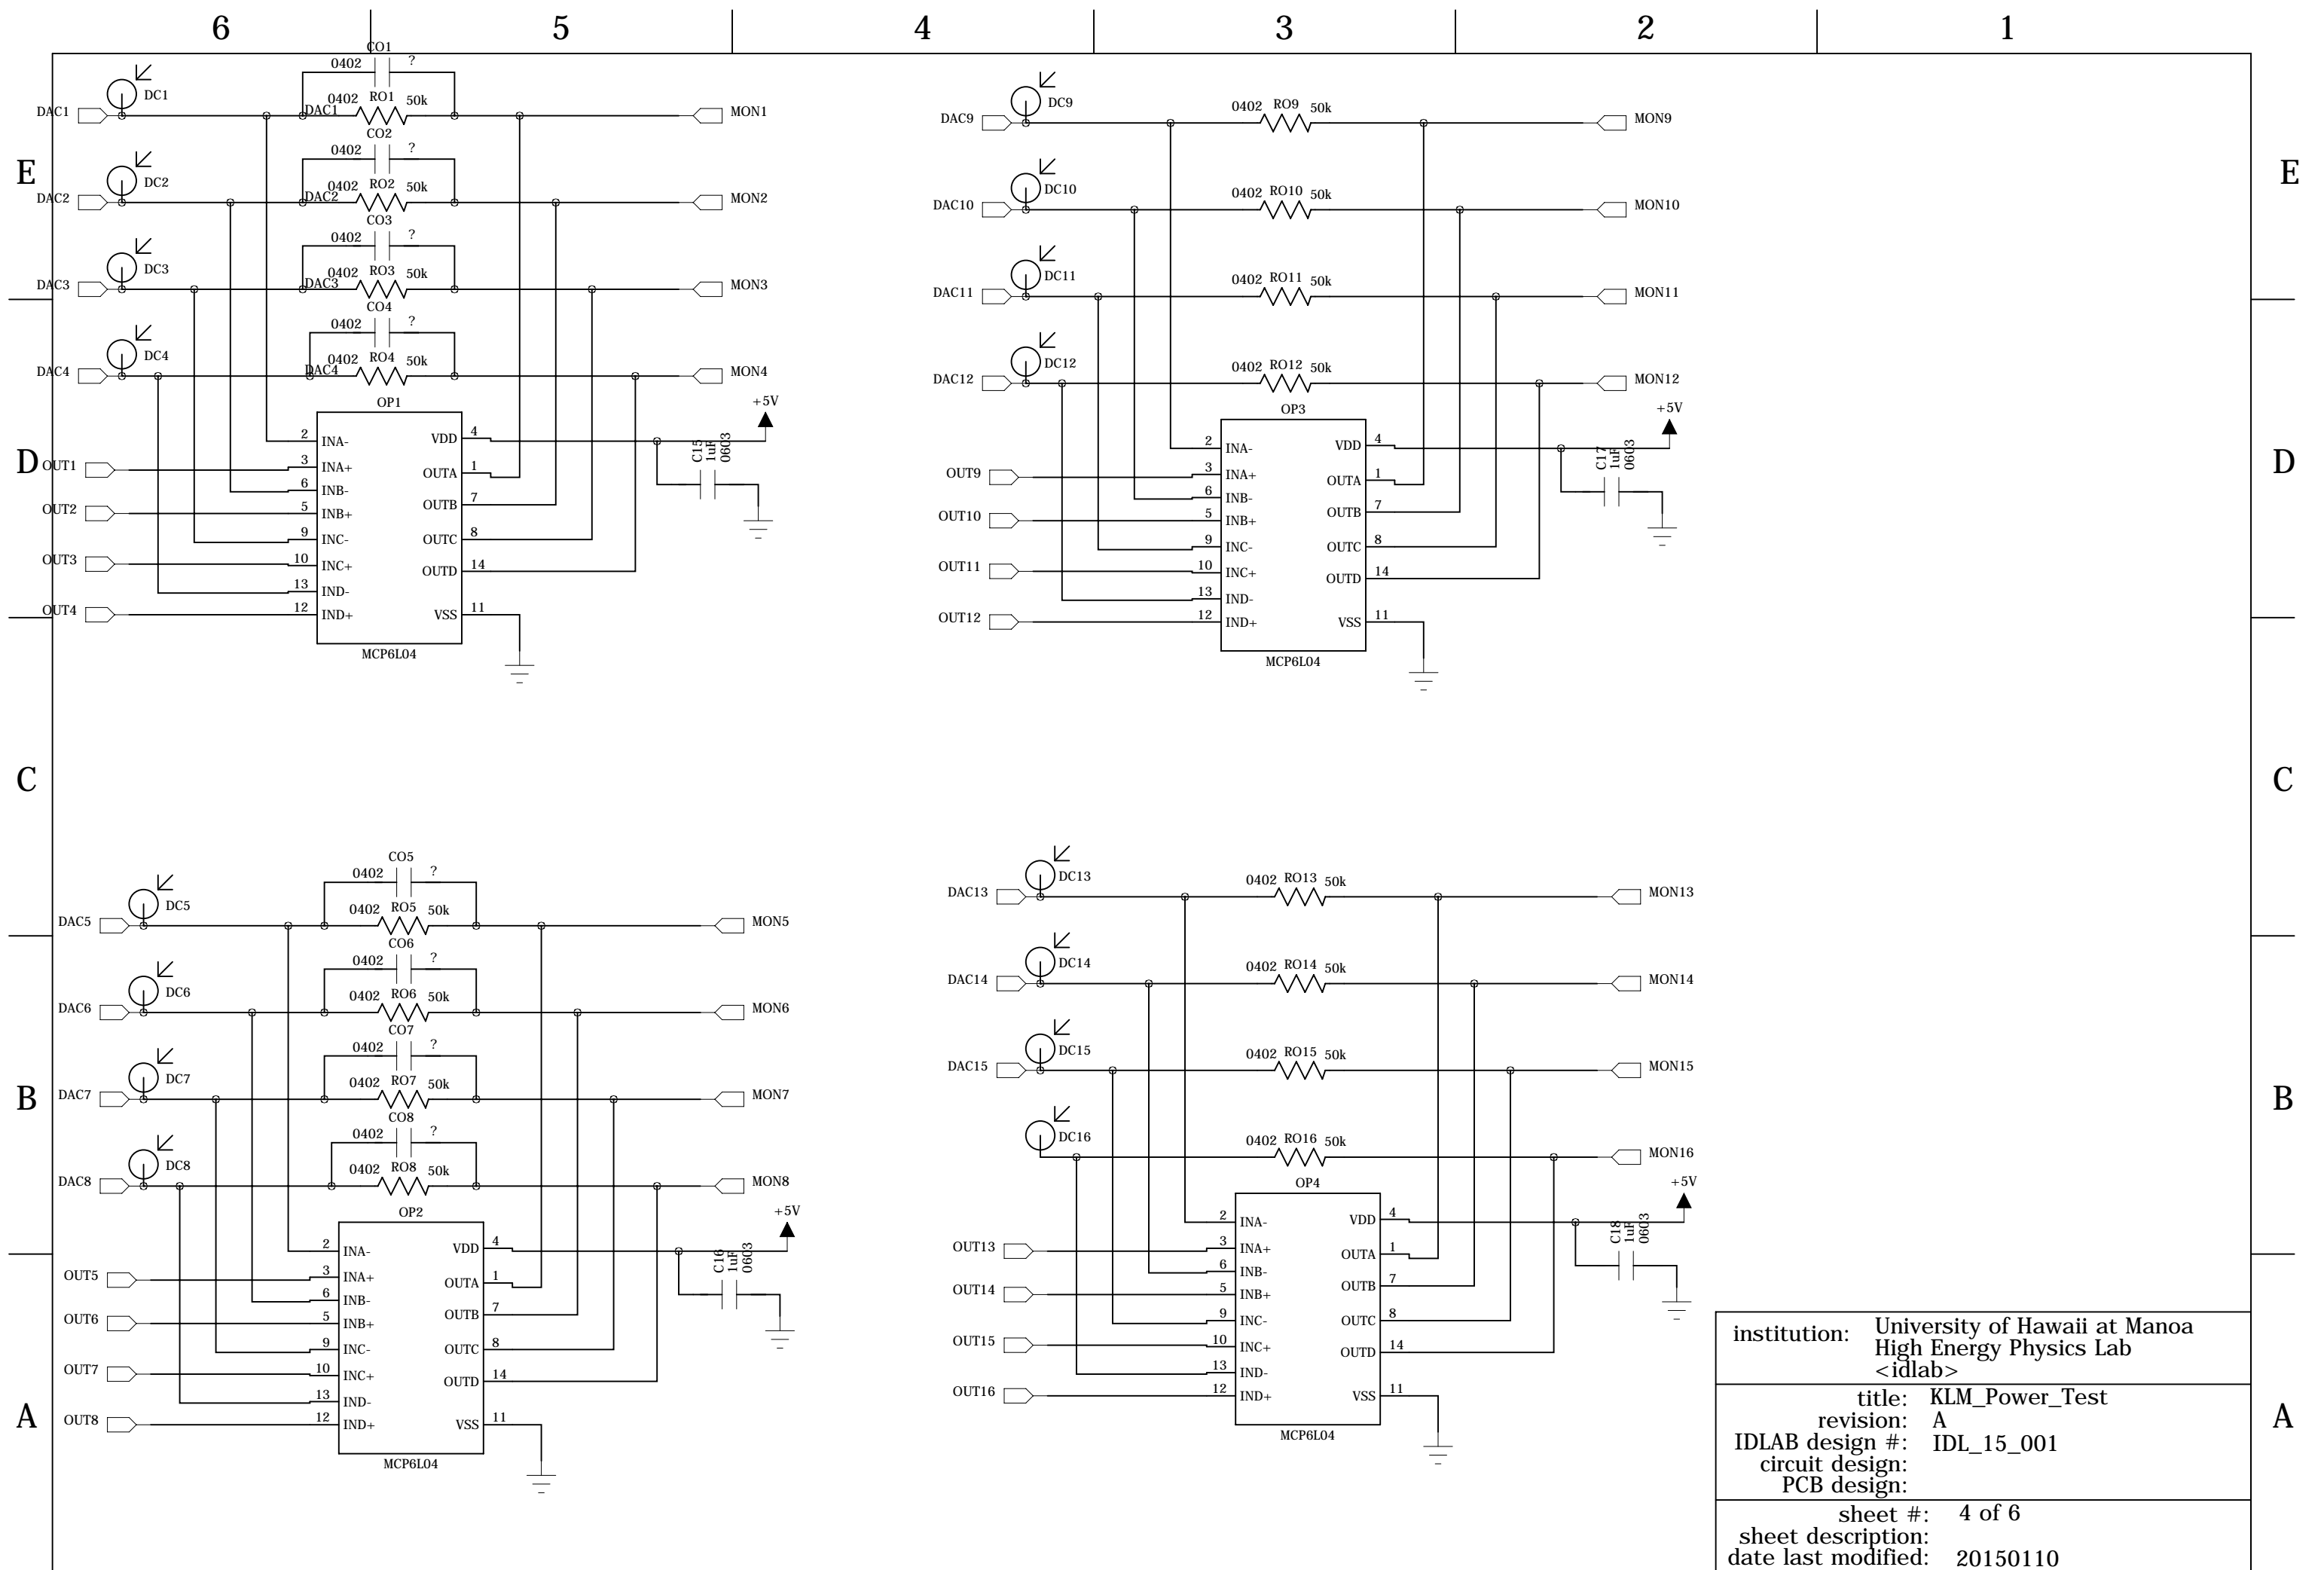 6 5 4 3 2 1
CO1
0402 ?
DC1
DAC1
DAC1
0402 RO1 50k
MON1
CO2
0402 ?
E
DC2
DAC2
DAC2
0402 RO2 50k
MON2
CO3
0402 ?
DC3
DAC3
DAC3
0402 RO3 50k
MON3
CO4
0402 ?
DC4
DAC4
DAC4
0402 RO4 50k
MON4
OP1
+5V
D
OUT1
OUT2
OUT3
OUT4
2 INA-
3 INA+
6 INB-
5 INB+
9 INC-
10 INC+
13 IND-
12 IND+
VDD 4
OUTA 1
OUTB 7
OUTC 8
OUTD 14
VSS 11
MCP6L04
C15
1uF
0603
DC9
DAC9
0402 RO9 50k
MON9
E
DC10
DAC10
0402 RO10 50k
MON10
DC11
DAC11
0402 RO11 50k
MON11
DC12
DAC12
0402 RO12 50k
MON12
OP3
+5V
D
OUT9
OUT10
OUT11
OUT12
2 INA-
3 INA+
6 INB-
5 INB+
9 INC-
10 INC+
13 IND-
12 IND+
VDD 4
OUTA 1
OUTB 7
OUTC 8
OUTD 14
VSS 11
MCP6L04
C17
1uF
0603
C
C
CO5
0402 ?
DC5
DAC5
0402 RO5 50k
MON5
CO6
0402 ?
DC6
DAC6
0402 RO6 50k
MON6
CO7
0402 ?
DC7
B
DAC7
0402 RO7 50k
MON7
CO8
0402 ?
DC8
DAC8
0402 RO8 50k
MON8
OP2
+5V
OUT5
OUT6
OUT7
OUT8
A
2 INA-
3 INA+
6 INB-
5 INB+
9 INC-
10 INC+
13 IND-
12 IND+
VDD 4
OUTA 1
OUTB 7
OUTC 8
OUTD 14
VSS 11
MCP6L04
C16
1uF
0603
DC13
DAC13
0402 RO13 50k
MON13
DC14
DAC14
0402 RO14 50k
MON14
DC15
DAC15
0402 RO15 50k
MON15
B
DC16
0402 RO16 50k
MON16
OP4
+5V
OUT13
OUT14
OUT15
OUT16
2 INA-
3 INA+
6 INB-
5 INB+
9 INC-
10 INC+
13 IND-
12 IND+
VDD 4
OUTA 1
OUTB 7
OUTC 8
OUTD 14
VSS 11
MCP6L04
C18
1uF
0603
A
institution: University of Hawaii at Manoa
High Energy Physics Lab
<idlab>
title: KLM_Power_Test
revision: A
IDLAB design #: IDL_15_001
circuit design:
PCB design:
sheet #: 4 of 6
sheet description:
date last modified: 20150110